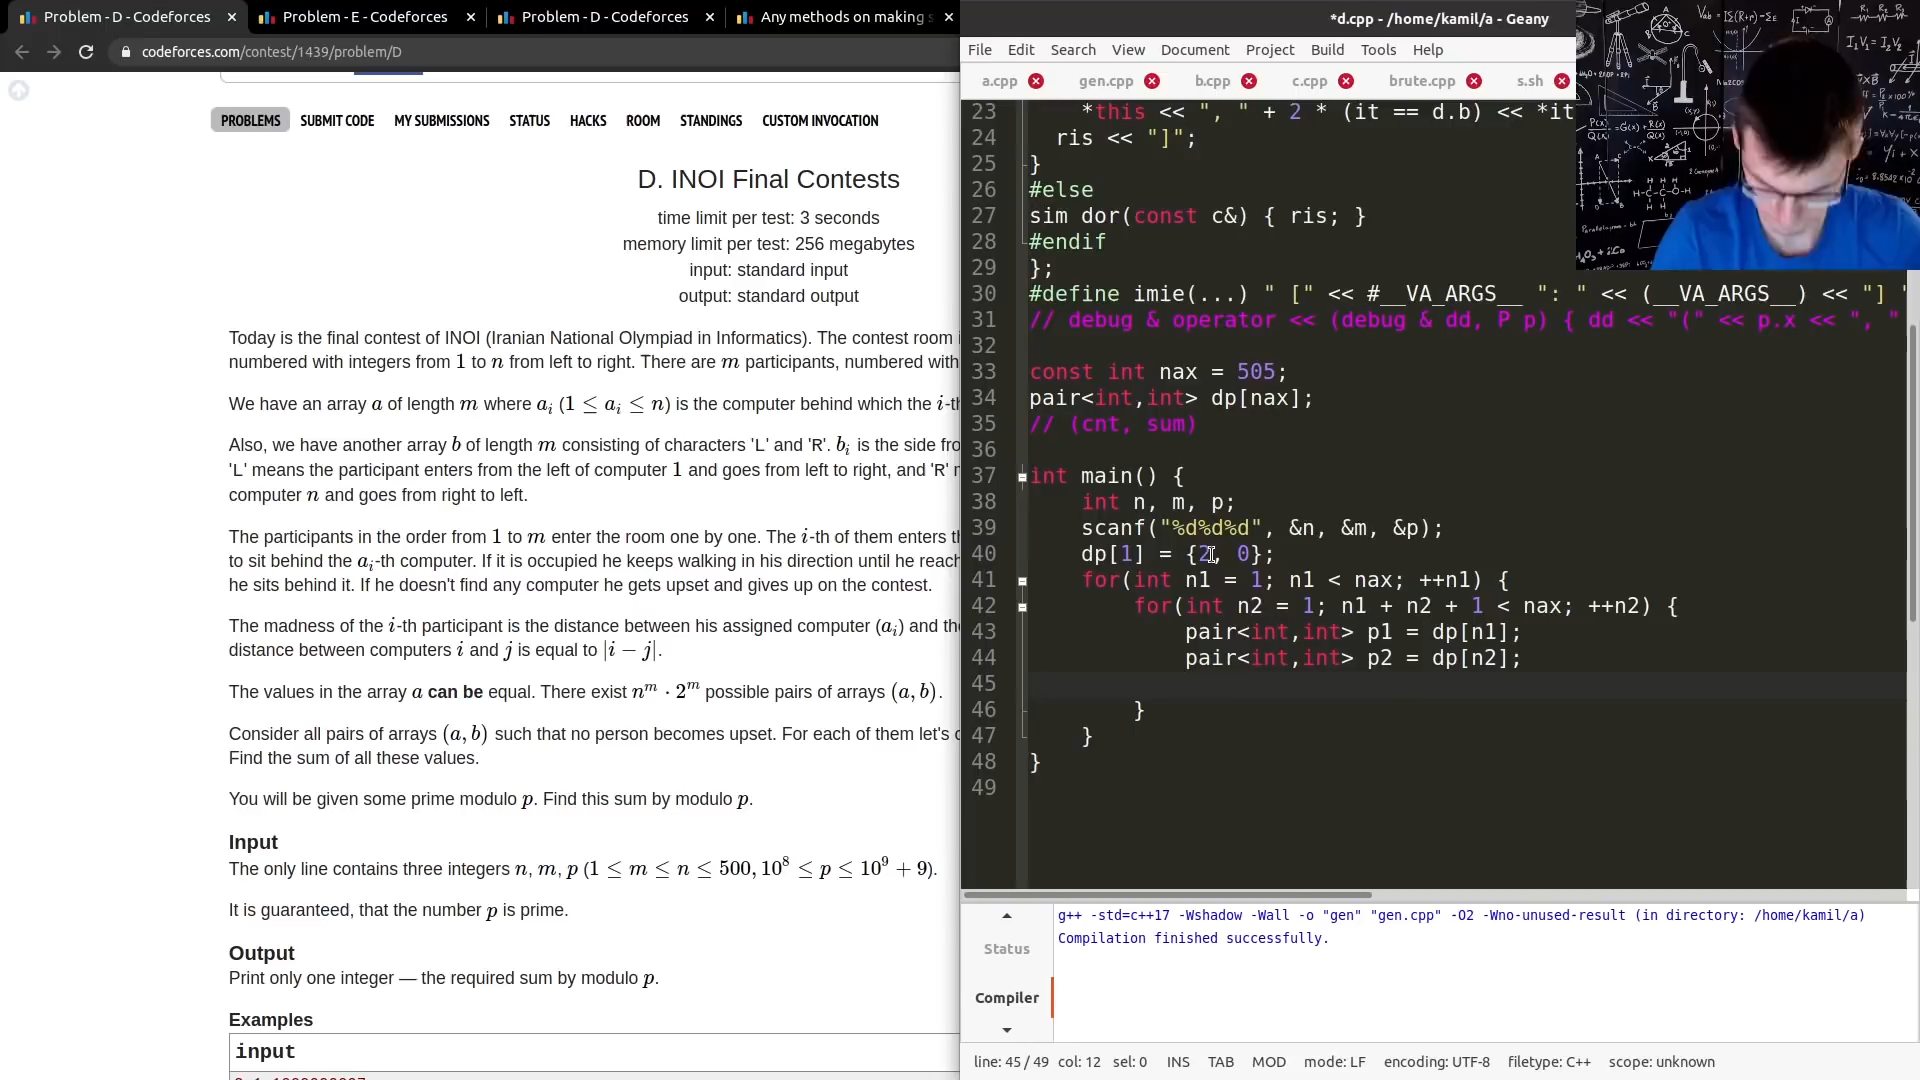 Problem - D - Codeforces
Problem - E - Codeforces
Problem - D - Codeforces
Any methods on making s
codeforces.com/contest/1439/problem/D
PROBLEMS SUBMIT CODE MY SUBMISSIONS STATUS HACKS ROOM STANDINGS CUSTOM INVOCATION
D. INOI Final Contests
time limit per test: 3 seconds
memory limit per test: 256 megabytes
input: standard input
output: standard output
Today is the final contest of INOI (Iranian National Olympiad in Informatics). The contest room i
numbered with integers from 1 to n from left to right. There are m participants, numbered with
We have an array a of length m where a_i (1 ≤ a_i ≤ n) is the computer behind which the i-th
Also, we have another array b of length m consisting of characters 'L' and 'R'. b_i is the side fro
'L' means the participant enters from the left of computer 1 and goes from left to right, and 'R' m
computer n and goes from right to left.
The participants in the order from 1 to m enter the room one by one. The i-th of them enters th
to sit behind the a_i-th computer. If it is occupied he keeps walking in his direction until he reach
he sits behind it. If he doesn't find any computer he gets upset and gives up on the contest.
The madness of the i-th participant is the distance between his assigned computer (a_i) and the
distance between computers i and j is equal to |i − j|.
The values in the array a can be equal. There exist n^m · 2^m possible pairs of arrays (a, b).
Consider all pairs of arrays (a, b) such that no person becomes upset. For each of them let's c
Find the sum of all these values.
You will be given some prime modulo p. Find this sum by modulo p.
Input
The only line contains three integers n, m, p (1 ≤ m ≤ n ≤ 500, 10^8 ≤ p ≤ 10^9 + 9).
It is guaranteed, that the number p is prime.
Output
Print only one integer — the required sum by modulo p.
Examples
input
*d.cpp - /home/kamil/a - Geany
File Edit Search View Document Project Build Tools Help
a.cpp gen.cpp b.cpp c.cpp brute.cpp s.sh
23 *this << ", " + 2 * (it == d.b) << *it
24 ris << "]";
25 }
26 #else
27 sim dor(const c&) { ris; }
28 #endif
29 };
30 #define imie(...) " [" << #__VA_ARGS__ ": " << (__VA_ARGS__) << "] "
31 // debug & operator << (debug & dd, P p) { dd << "(" << p.x << ", "
32
33 const int nax = 505;
34 pair<int,int> dp[nax];
35 // (cnt, sum)
36
37 int main() {
38 int n, m, p;
39 scanf("%d%d%d", &n, &m, &p);
40 dp[1] = {2, 0};
41 for(int n1 = 1; n1 < nax; ++n1) {
42 for(int n2 = 1; n1 + n2 + 1 < nax; ++n2) {
43 pair<int,int> p1 = dp[n1];
44 pair<int,int> p2 = dp[n2];
45
46 }
47 }
48 }
49
Status
Compiler
g++ -std=c++17 -Wshadow -Wall -o "gen" "gen.cpp" -O2 -Wno-unused-result (in directory: /home/kamil/a)
Compilation finished successfully.
line: 45 / 49 col: 12 sel: 0 INS TAB MOD mode: LF encoding: UTF-8 filetype: C++ scope: unknown